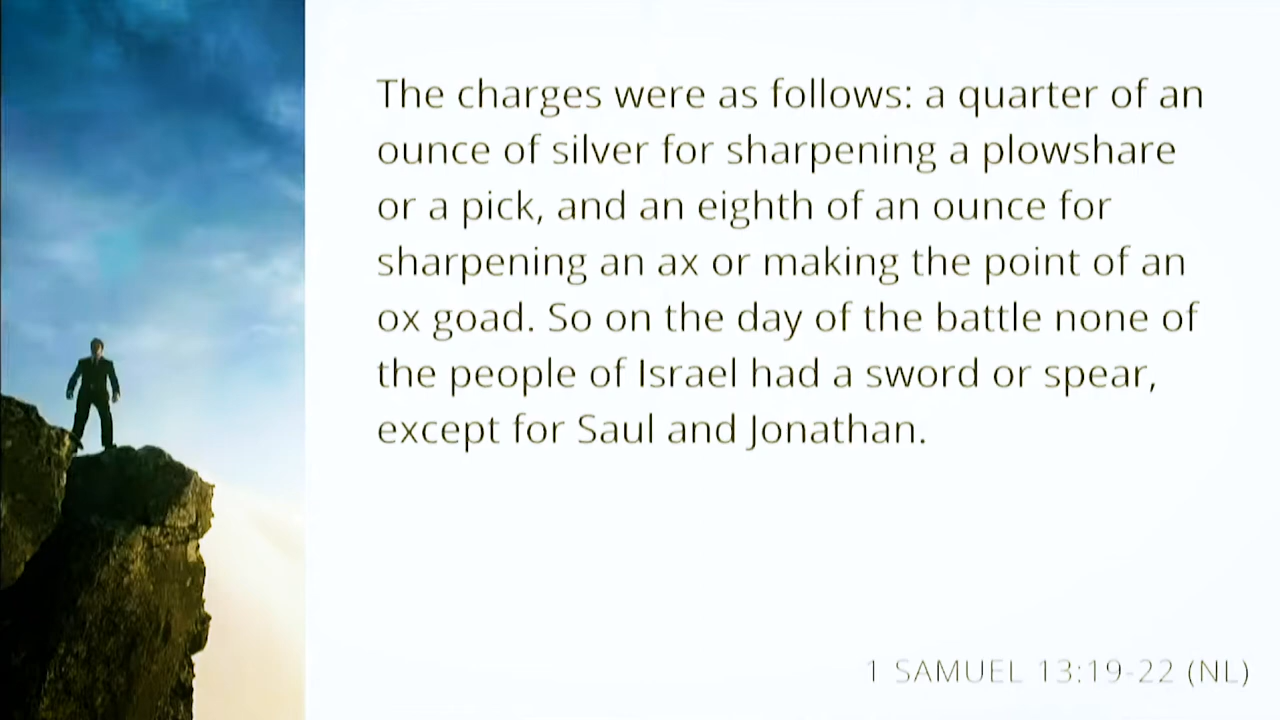 The charges were as follows: a quarter of an
ounce of silver for sharpening a plowshare
or a pick, and an eighth of an ounce for
sharpening an ax or making the point of an
ox goad. So on the day of the battle none of
the people of Israel had a sword or spear,
except for Saul and Jonathan.
1 SAMUEL 13:19-22 (NL)